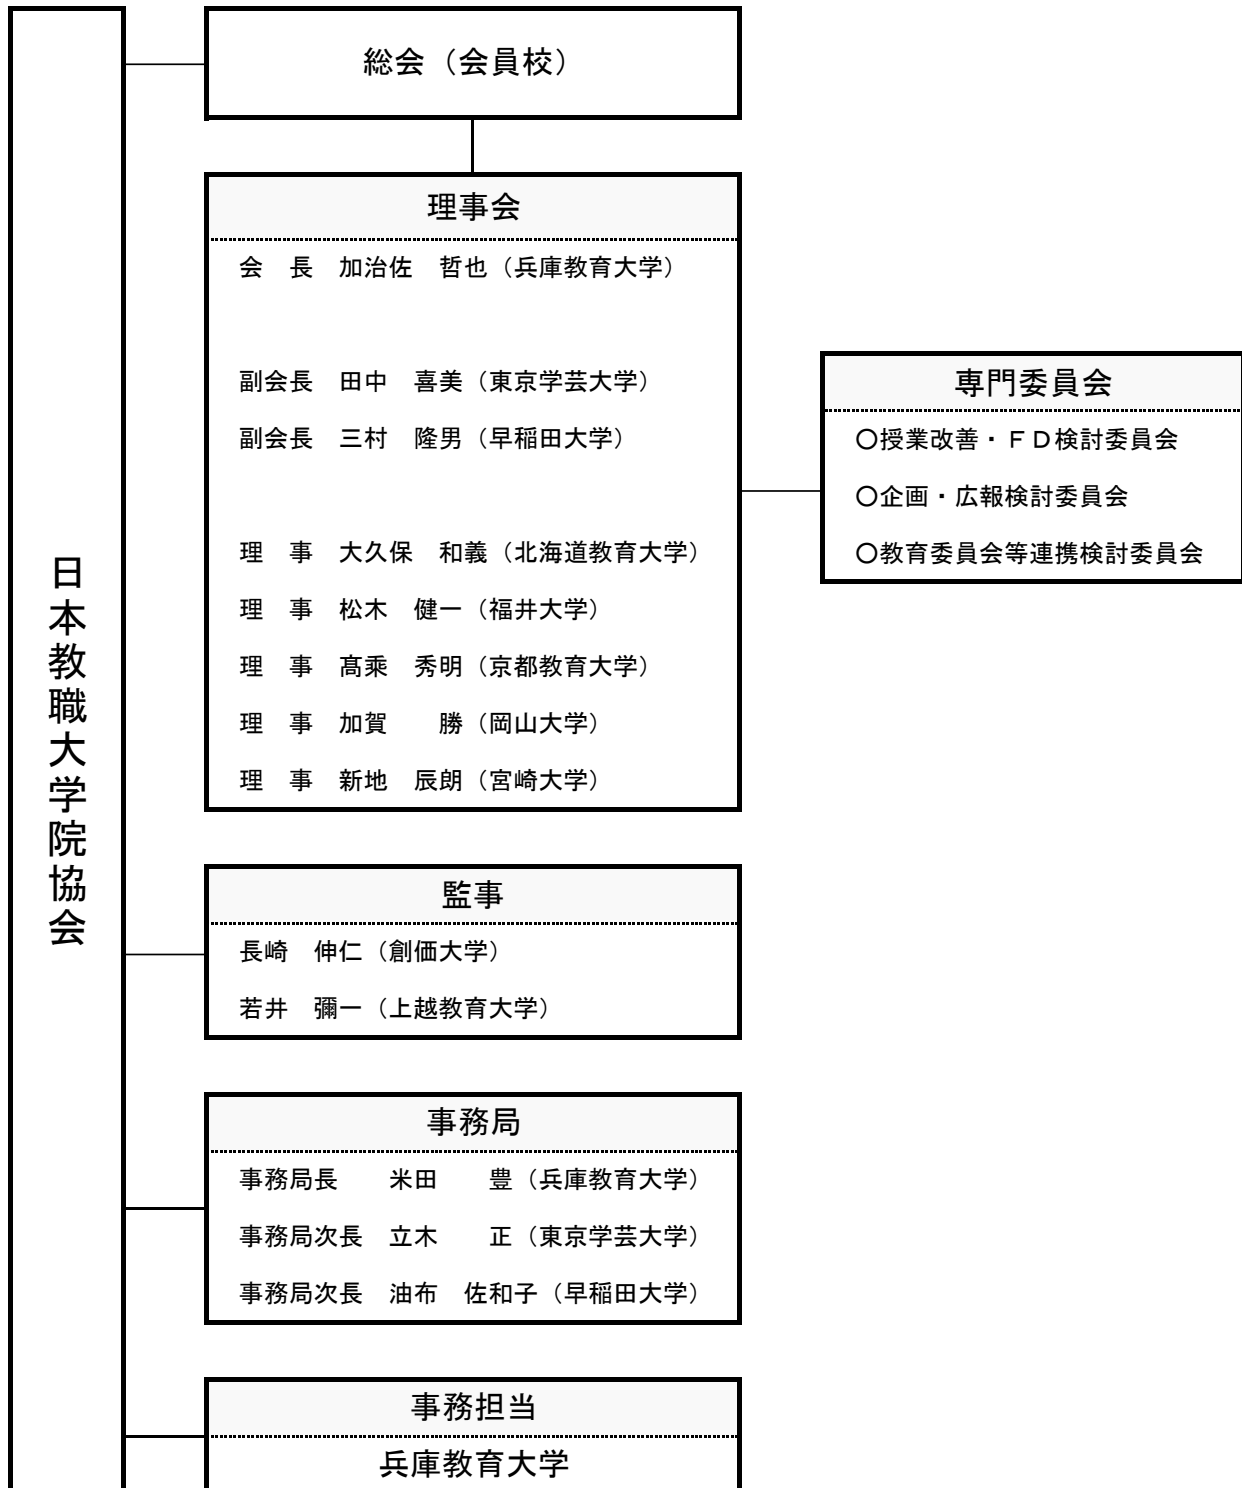 日本教職大学院協会
総会（会員校）
理事会
会　長　加治佐　哲也（兵庫教育大学）
副会長　田中　喜美（東京学芸大学）
副会長　三村　隆男（早稲田大学）
理　事　大久保　和義（北海道教育大学）
理　事　松木　健一（福井大学）
理　事　髙乘　秀明（京都教育大学）
理　事　加賀　　勝（岡山大学）
理　事　新地　辰朗（宮崎大学）
専門委員会
○授業改善・ＦＤ検討委員会
○企画・広報検討委員会
○教育委員会等連携検討委員会
監事
長崎　伸仁（創価大学）
若井　彌一（上越教育大学）
事務局
事務局長　　米田　　豊（兵庫教育大学）
事務局次長　立木　　正（東京学芸大学）
事務局次長　油布　佐和子（早稲田大学）
事務担当
兵庫教育大学